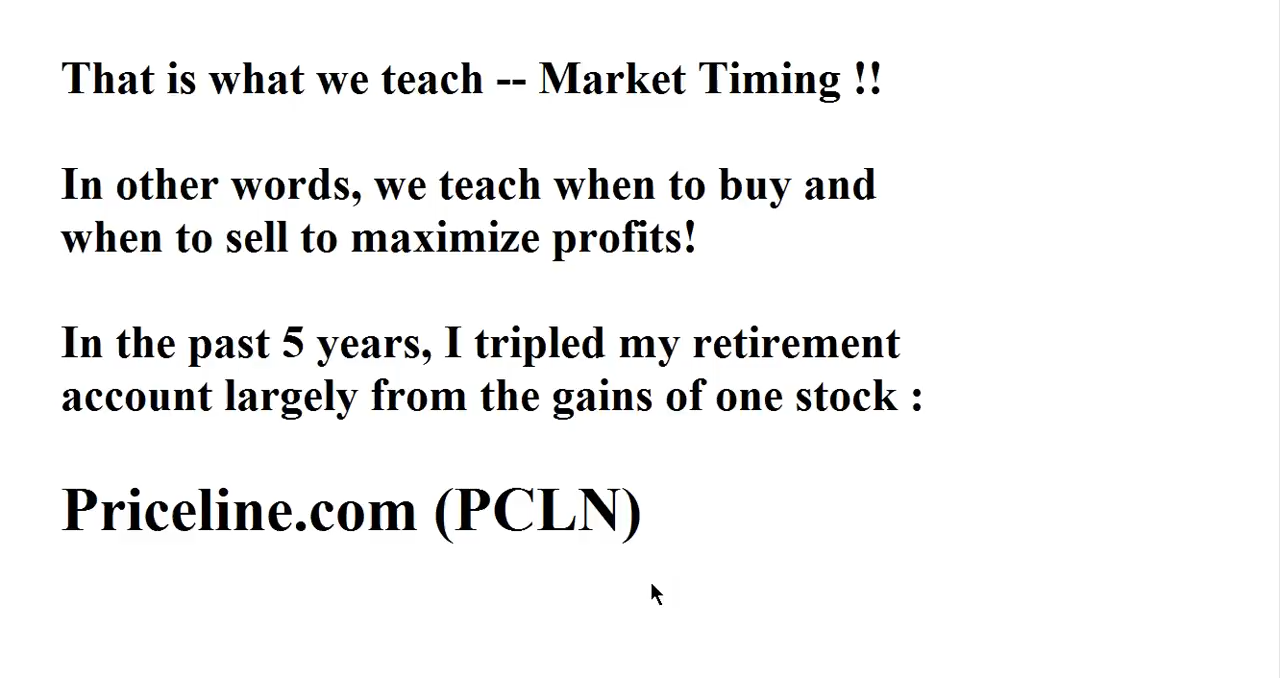 That is what we teach -- Market Timing !!
In other words, we teach when to buy and
when to sell to maximize profits!
In the past 5 years, I tripled my retirement
account largely from the gains of one stock :
Priceline.com (PCLN)